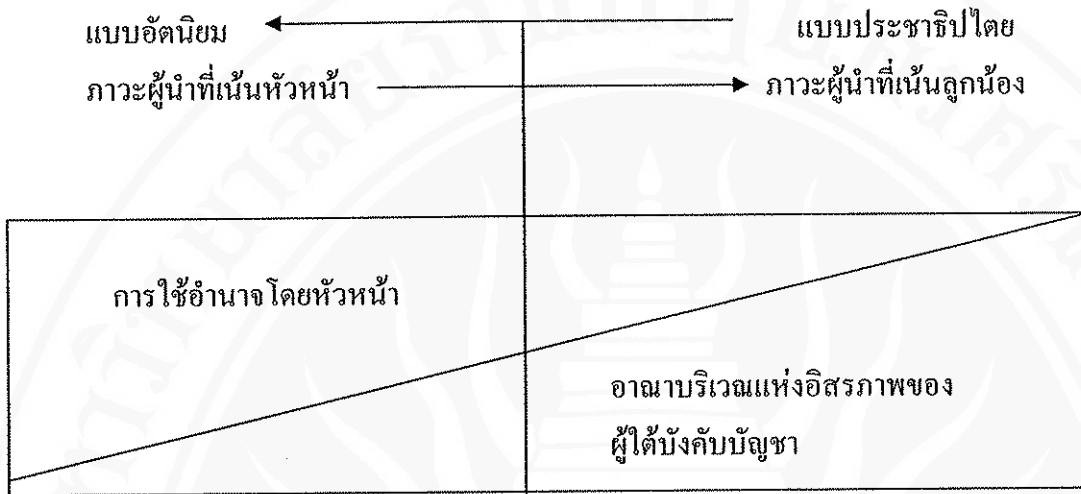 แบบอัตนิยม
แบบประชาธิปไตย
ภาวะผู้นำที่เน้นหัวหน้า
ภาวะผู้นำที่เน้นลูกน้อง
การใช้อำนาจโดยหัวหน้า
อาณาบริเวณแห่งอิสรภาพของ
ผู้ใต้บังคับบัญชา